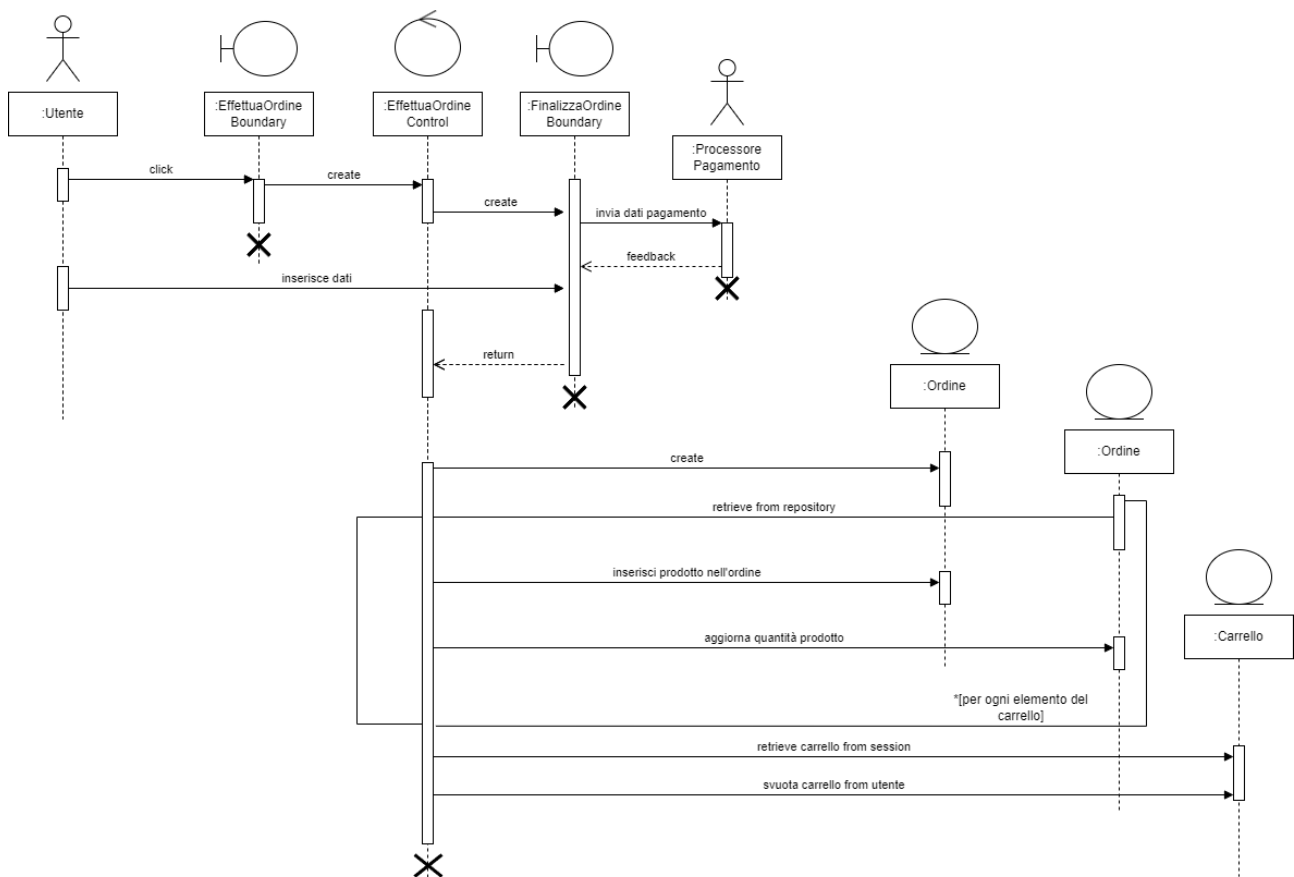 :Utente
:EffettuaOrdine
Boundary
:EffettuaOrdine
Control
:FinalizzaOrdine
Boundary
:Processore
Pagamento
click
create
create
invia dati pagamento
feedback
inserisce dati
return
:Ordine
:Ordine
create
retrieve from repository
inserisci prodotto nell'ordine
:Carrello
aggiorna quantità prodotto
*[per ogni elemento del
carrello]
retrieve carrello from session
svuota carrello from utente